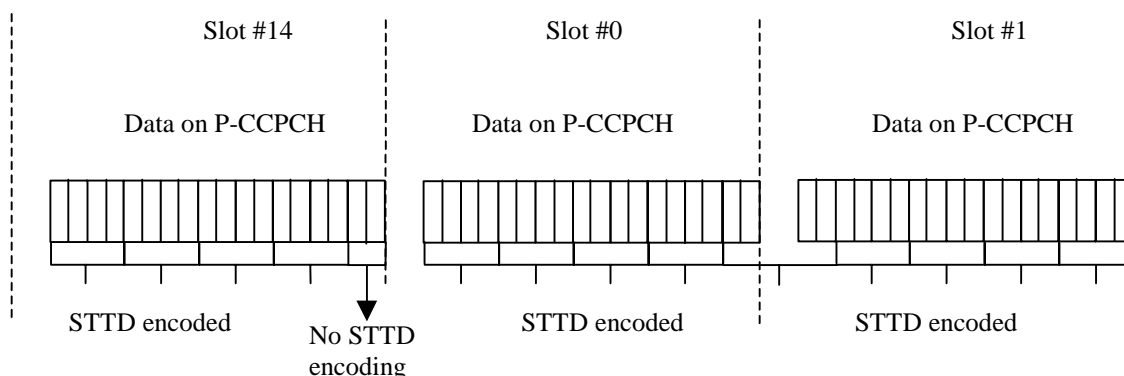 Slot #14
Slot #0
Slot #1
Data on P-CCPCH
Data on P-CCPCH
Data on P-CCPCH
STTD encoded
No STTD
encoding
STTD encoded
STTD encoded